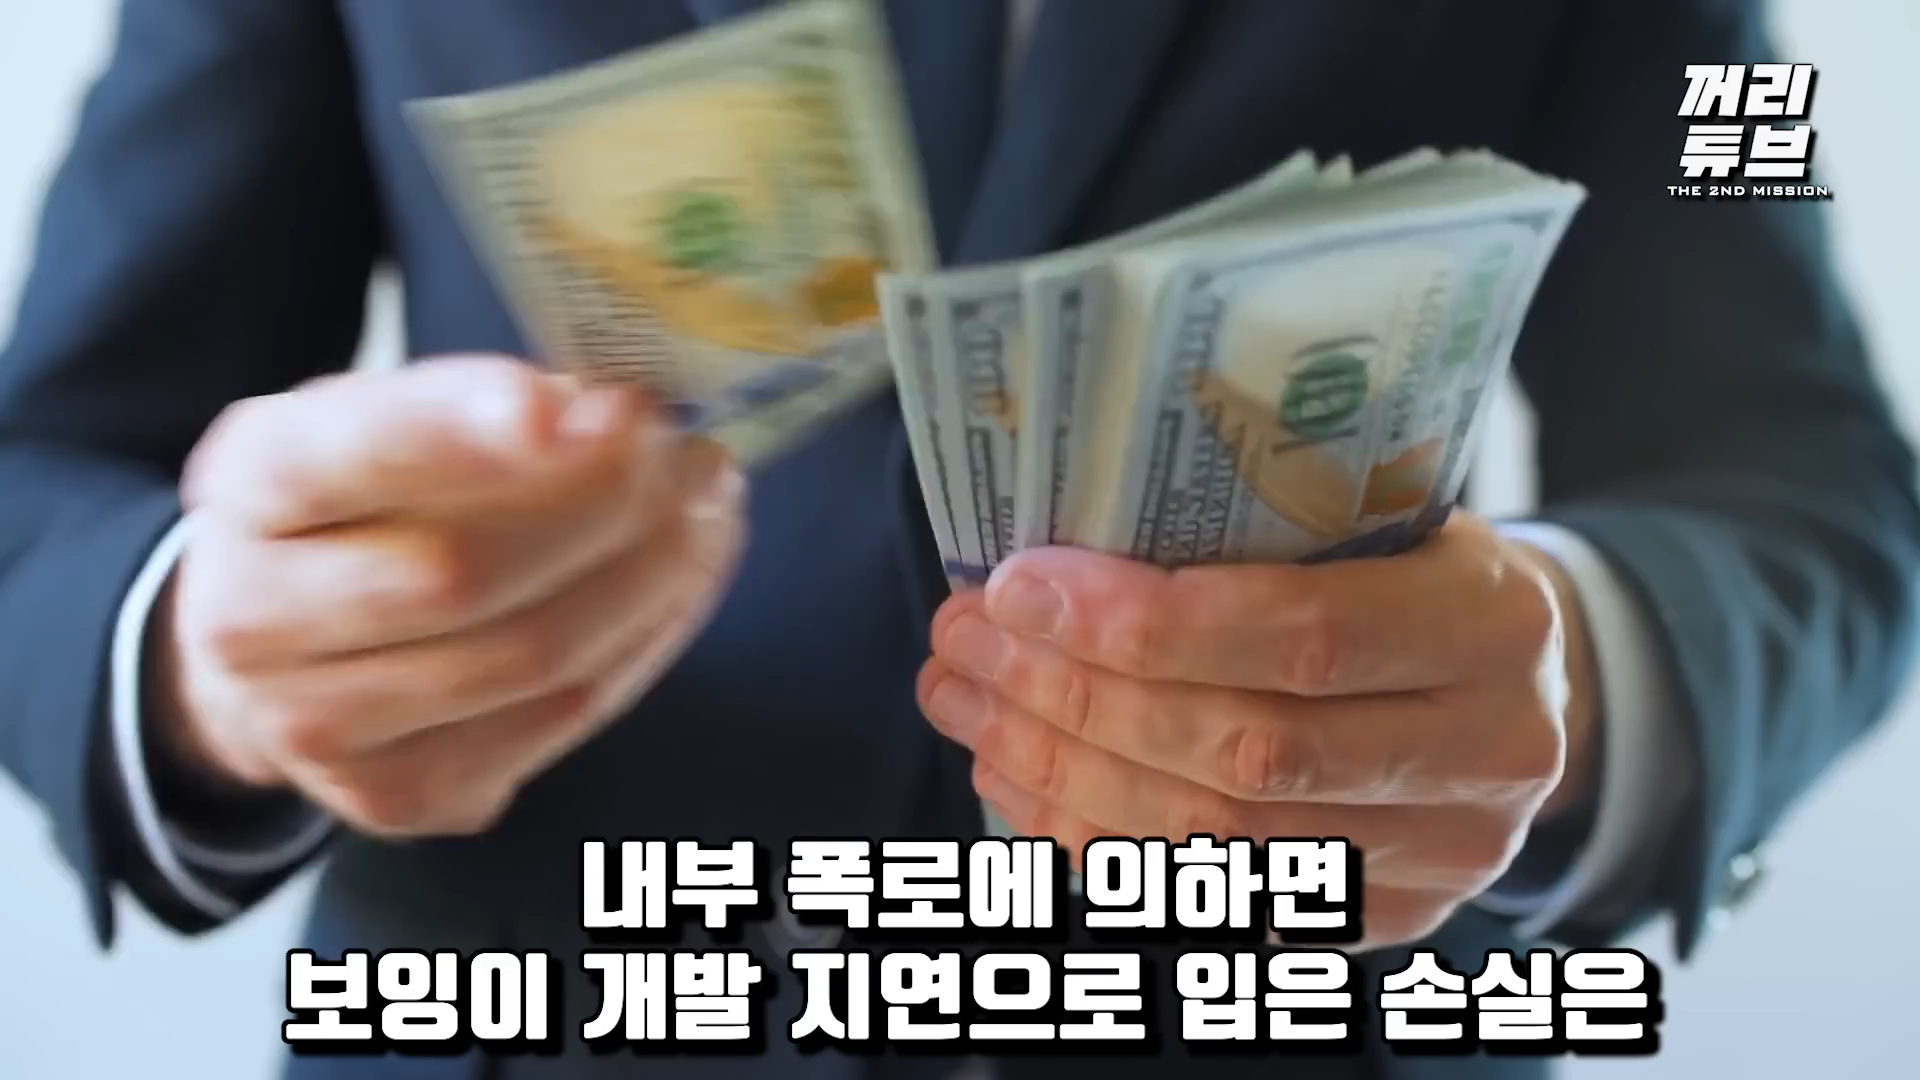 꺼리
튜브
THE 2ND MISSION
내부 폭로에 의하면
보잉이 개발 지연으로 입은 손실은